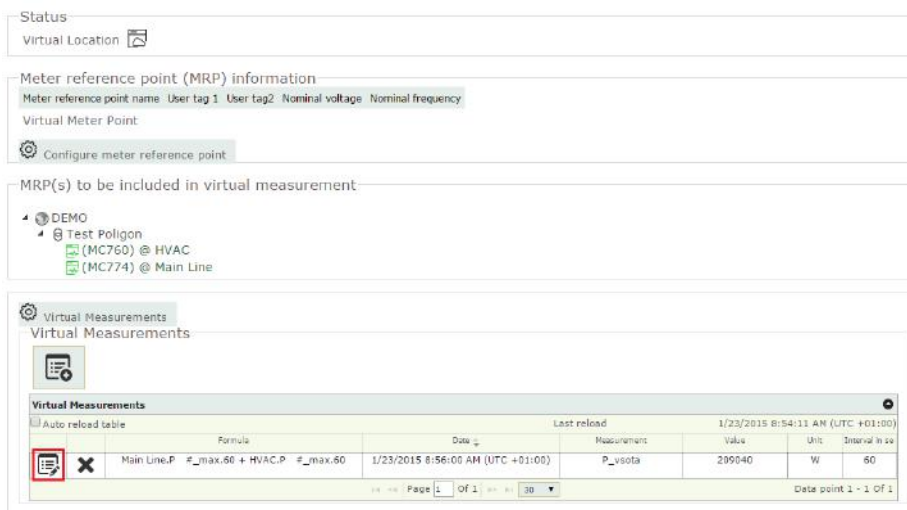 Status
Virtual Location
Meter reference point (MRP) information
Meter reference point name User tag 1 User tag2 Nominal voltage Nominal frequency
Virtual Meter Point
Configure meter reference point
MRP(s) to be included in virtual measurement
DEMO
Test Poligon
(MC760) @ HVAC
(MC774) @ Main Line
Virtual Measurements
Virtual Measurements
Virtual Measurements
Auto reload table Last reload 1/23/2015 8:54:11 AM (UTC +01:00)
Formula Date Measurement Value Unit Interval in se
Main Line.P #_max.60 + HVAC.P #_max.60 1/23/2015 8:56:00 AM (UTC +01:00) P_vsota 209040 W 60
Page 1 Of 1 30 Data point 1 - 1 Of 1